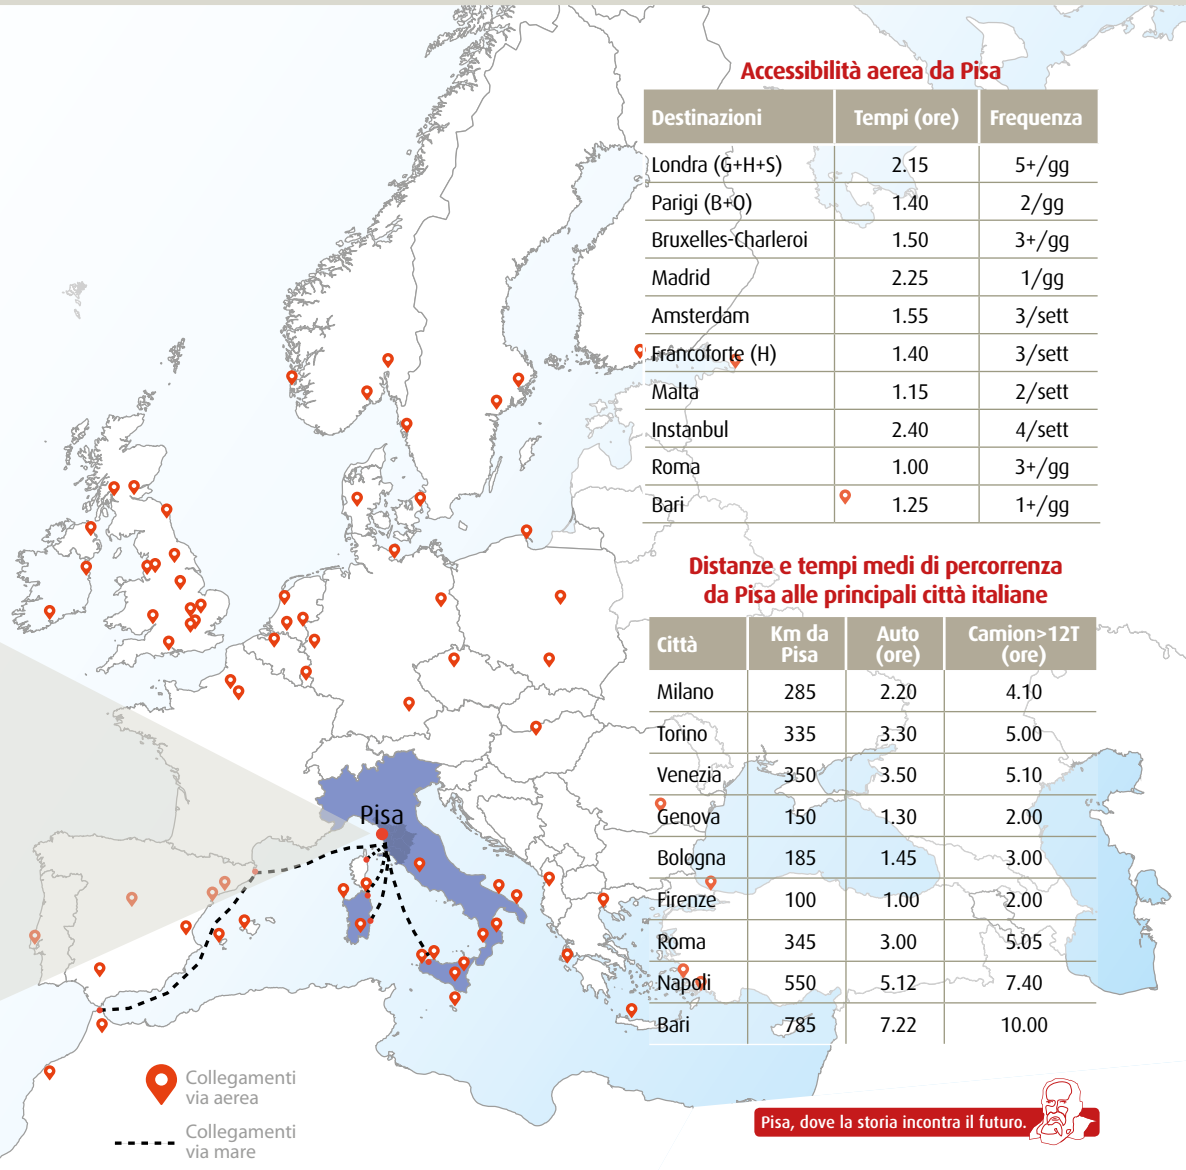 Accessibilità aerea da Pisa
Destinazioni Tempi (ore) Frequenza
Londra (G+H+S) 2.15 5+/gg
Parigi (B+O) 1.40 2/gg
Bruxelles-Charleroi 1.50 3+/gg
Madrid 2.25 1/gg
Amsterdam 1.55 3/sett
Francoforte (H) 1.40 3/sett
Malta 1.15 2/sett
Instanbul 2.40 4/sett
Roma 1.00 3+/gg
Bari 1.25 1+/gg
Distanze e tempi medi di percorrenza
da Pisa alle principali città italiane
Città Km da Pisa Auto (ore) Camion>12T (ore)
Milano 285 2.20 4.10
Torino 335 3.30 5.00
Venezia 350 3.50 5.10
Genova 150 1.30 2.00
Bologna 185 1.45 3.00
Firenze 100 1.00 2.00
Roma 345 3.00 5.05
Napoli 550 5.12 7.40
Bari 785 7.22 10.00
Pisa
Collegamenti
via aerea
Collegamenti
via mare
Pisa, dove la storia incontra il futuro.